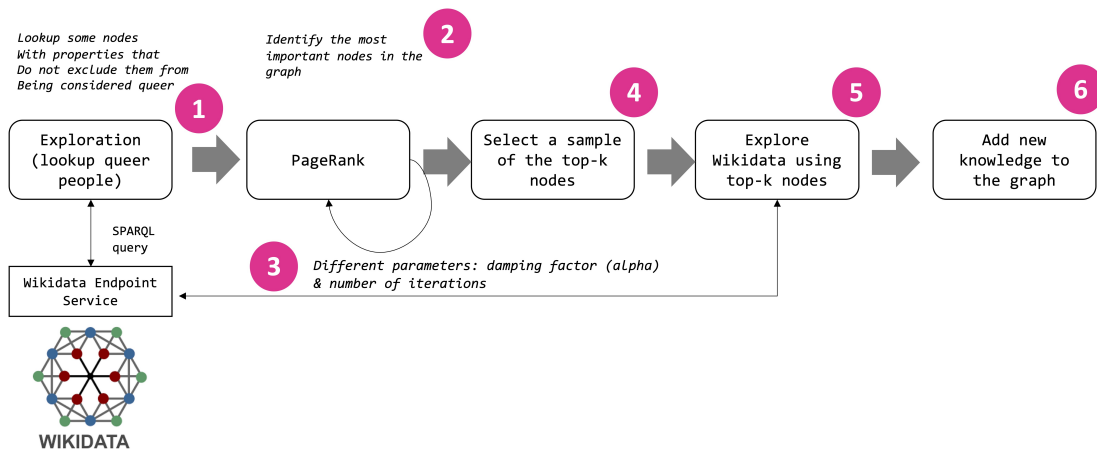 Lookup some nodes
With properties that
Do not exclude them from
Being considered queer
1
Exploration
(lookup queer
people)
Identify the most
important nodes in the
graph
2
PageRank
3
Different parameters: damping factor (alpha)
& number of iterations
4
Select a sample
of the top-k
nodes
5
Explore
Wikidata using
top-k nodes
6
Add new
knowledge to
the graph
SPARQL
query
Wikidata Endpoint
Service
WIKIDATA